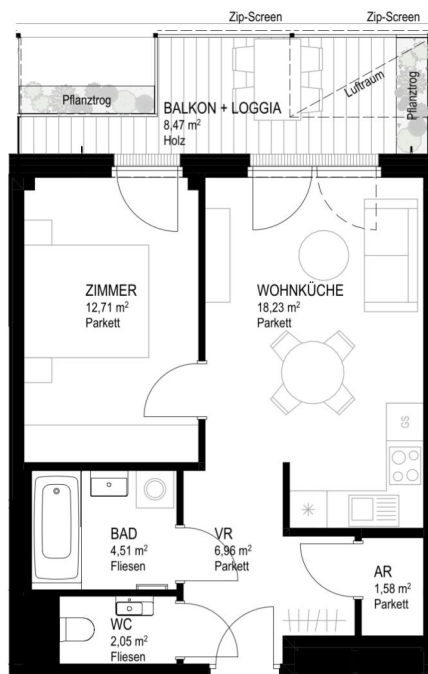 Zip-Screen
Zip-Screen
Pflanztrog
Luftraum
Pflanztrog
BALKON + LOGGIA
8,47 m²
Holz
ZIMMER
12,71 m²
Parkett
WOHNKÜCHE
18,23 m²
Parkett
GS
BAD
4,51 m²
Fliesen
VR
6,96 m²
Parkett
AR
1,58 m²
Parkett
WC
2,05 m²
Fliesen